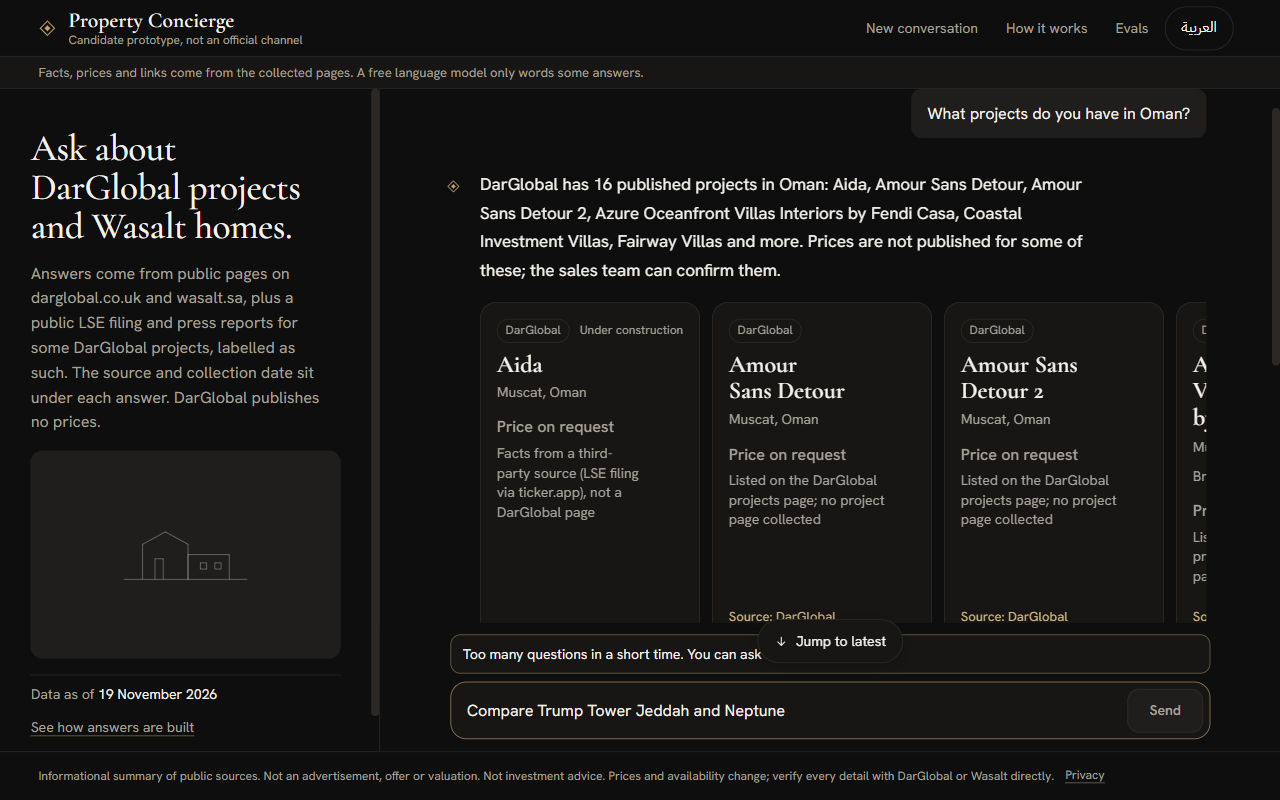 Property Concierge
Candidate prototype, not an official channel
New conversation
How it works
Evals
العربية
Facts, prices and links come from the collected pages. A free language model only words some answers.
Ask about
DarGlobal projects
and Wasalt homes.
Answers come from public pages on
darglobal.co.uk and wasalt.sa, plus a
public LSE filing and press reports for
some DarGlobal projects, labelled as
such. The source and collection date sit
under each answer. DarGlobal publishes
no prices.
Data as of 19 November 2026
See how answers are built
What projects do you have in Oman?
DarGlobal has 16 published projects in Oman: Aida, Amour Sans Detour, Amour
Sans Detour 2, Azure Oceanfront Villas Interiors by Fendi Casa, Coastal
Investment Villas, Fairway Villas and more. Prices are not published for some of
these; the sales team can confirm them.
DarGlobal
Under construction
Aida
Muscat, Oman
Price on request
Facts from a third-
party source (LSE filing
via ticker.app), not a
DarGlobal page
DarGlobal
Amour
Sans Detour
Muscat, Oman
Price on request
Listed on the DarGlobal
projects page; no project
page collected
Source: DarGlobal
DarGlobal
Amour Sans
Detour 2
Muscat, Oman
Price on request
Listed on the DarGlobal
projects page; no project
page collected
Source: DarGlobal
Too many questions in a short time. You can ask
↓ Jump to latest
Compare Trump Tower Jeddah and Neptune
Send
Informational summary of public sources. Not an advertisement, offer or valuation. Not investment advice. Prices and availability change; verify every detail with DarGlobal or Wasalt directly.
Privacy